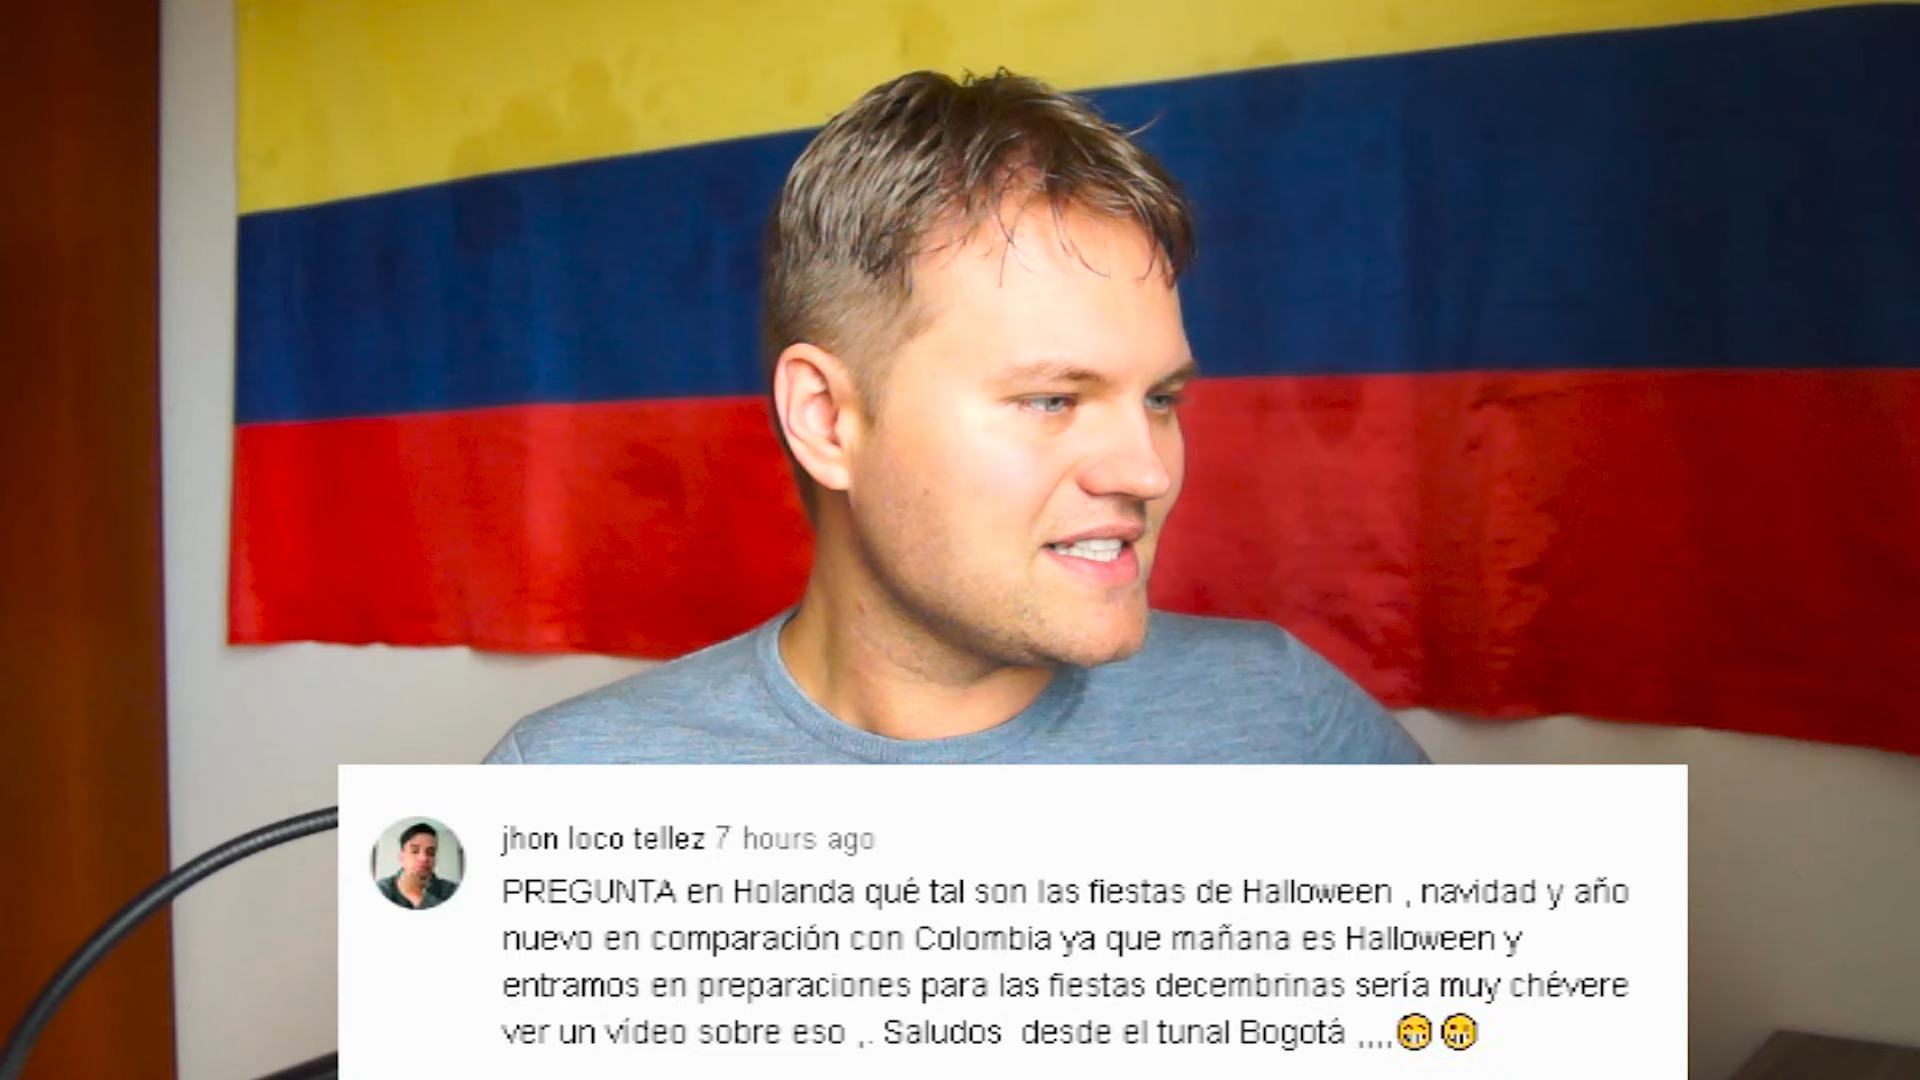 jhon loco tellez 7 hours ago
PREGUNTA en Holanda qué tal son las fiestas de Halloween , navidad y año
nuevo en comparación con Colombia ya que mañana es Halloween y
entramos en preparaciones para las fiestas decembrinas sería muy chévere
ver un vídeo sobre eso ,. Saludos  desde el tunal Bogotá ,,,,😁😁